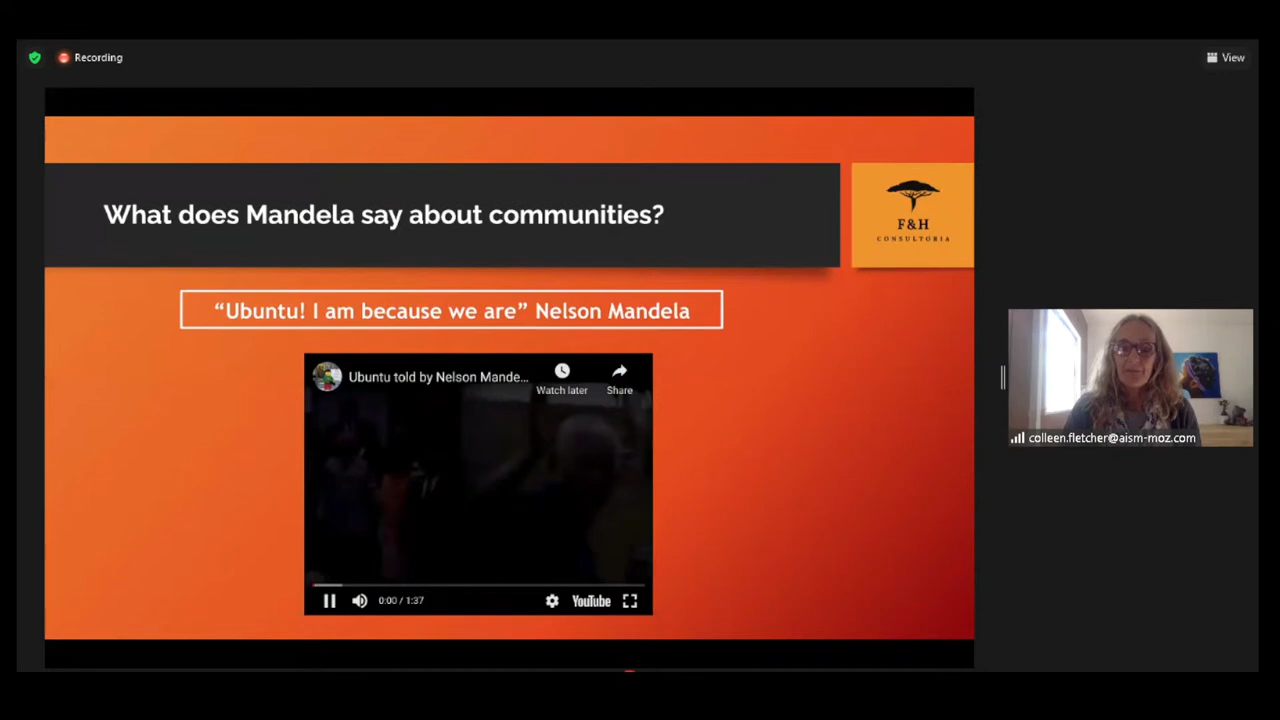 Recording
View
What does Mandela say about communities?
F&H
CONSULTORIA
“Ubuntu! I am because we are” Nelson Mandela
Ubuntu told by Nelson Mande...
Watch later
Share
0:00 / 1:37
YouTube
colleen.fletcher@aism-moz.com